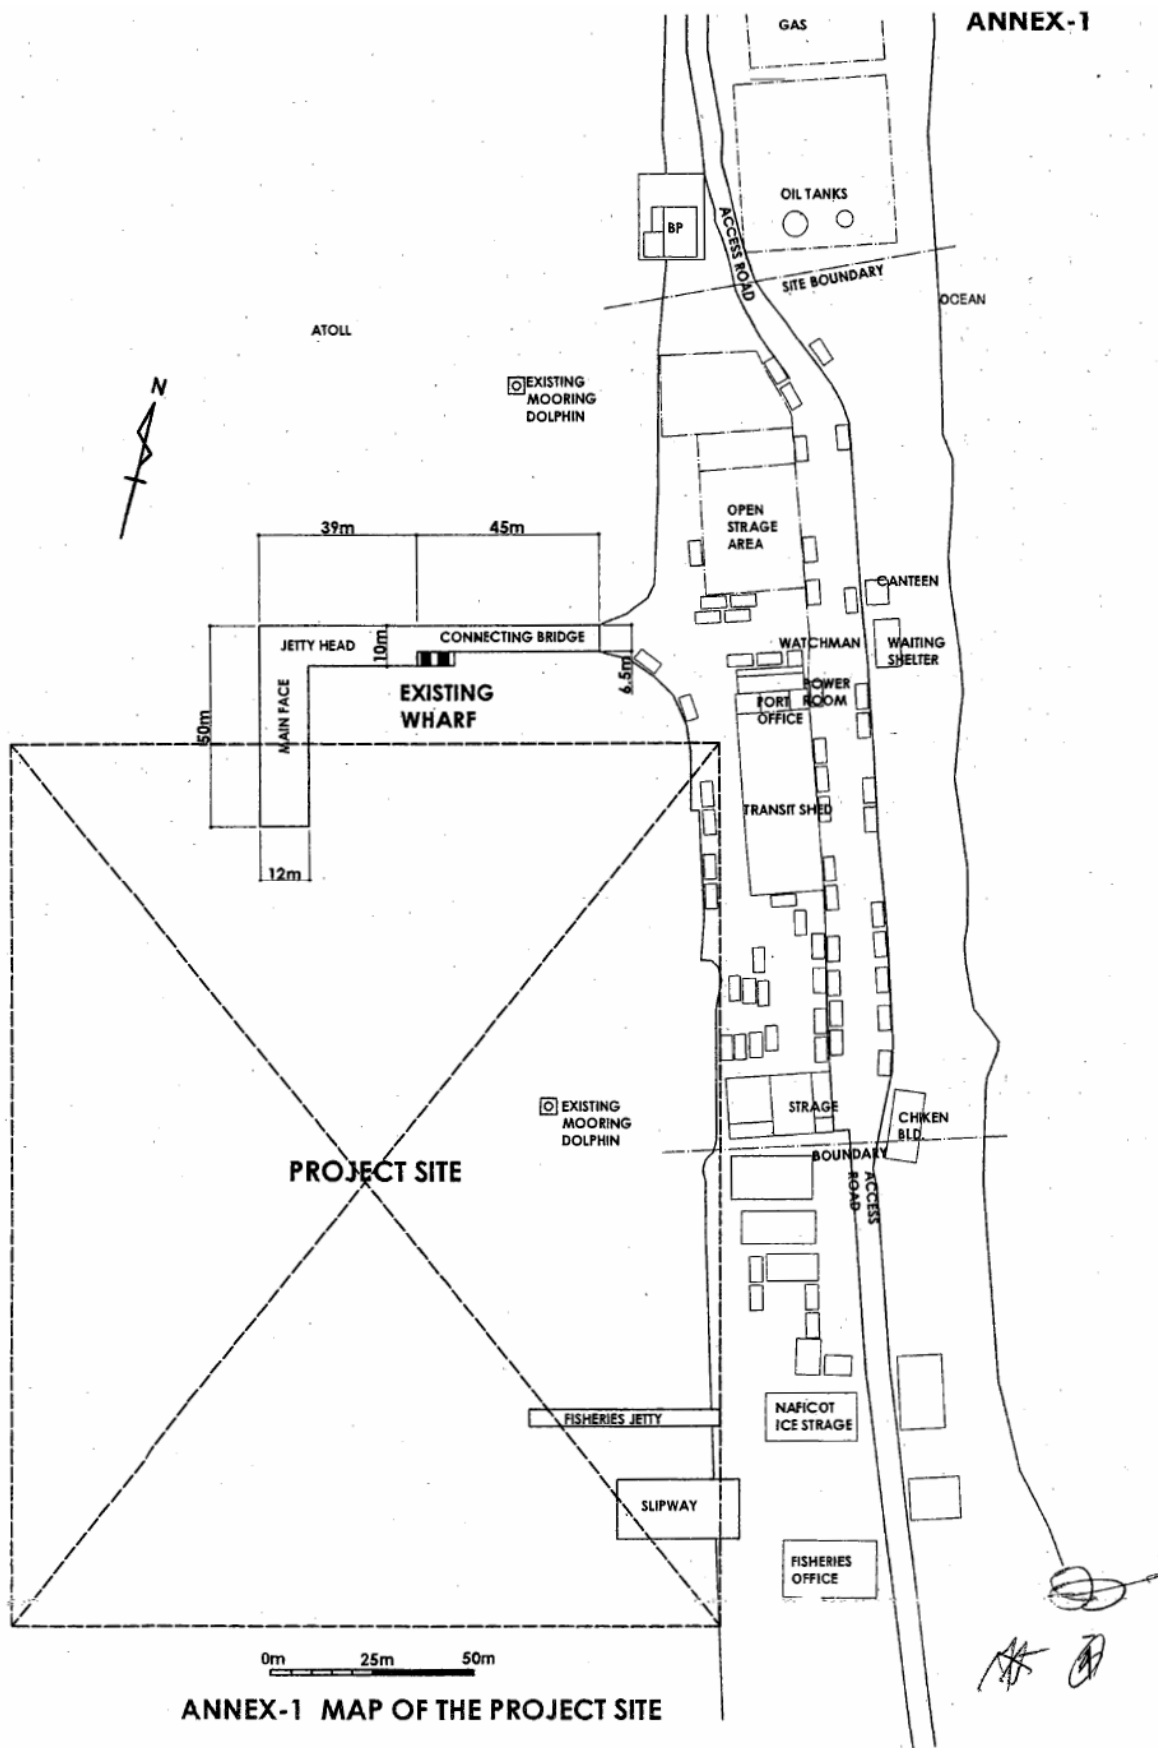 ANNEX-1
GAS
OIL TANKS
BP
ACCESS ROAD
SITE BOUNDARY
OCEAN
ATOLL
N
EXISTING
MOORING
DOLPHIN
39m
45m
OPEN
STRAGE
AREA
CANTEEN
JETTY HEAD
10m
CONNECTING BRIDGE
6.5m
WATCHMAN
WAITING
SHELTER
EXISTING
WHARF
POWER
ROOM
PORT
OFFICE
MAIN FACE
50m
TRANSIT SHED
12m
EXISTING
MOORING
DOLPHIN
STRAGE
CHIKEN
BLD.
BOUNDARY
ACCESS
ROAD
PROJECT SITE
FISHERIES JETTY
NAFICOT
ICE STRAGE
SLIPWAY
FISHERIES
OFFICE
0m 25m 50m
ANNEX-1 MAP OF THE PROJECT SITE